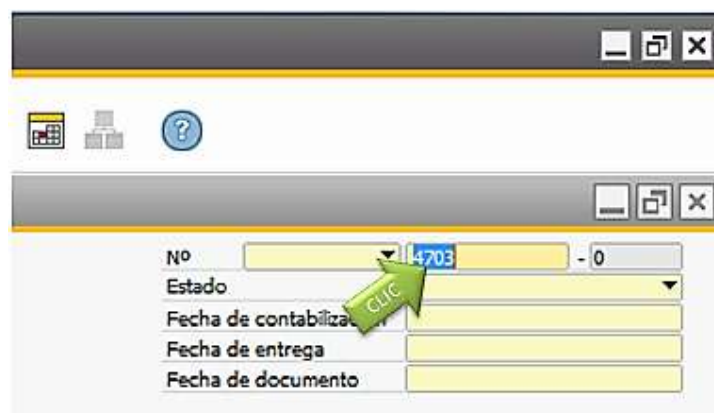 ?
Nº 4703 - 0
Estado
CLIC
Fecha de contabilización
Fecha de entrega
Fecha de documento